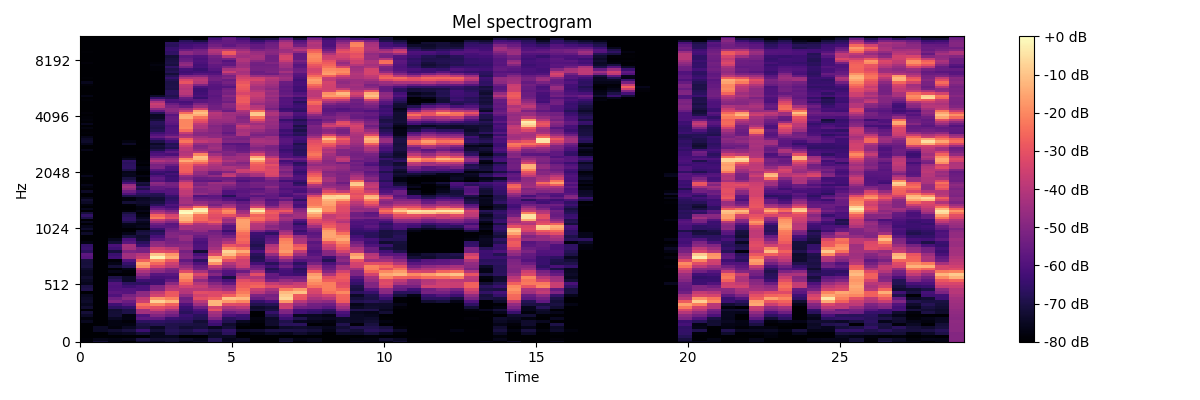 Mel spectrogram
8192
4096
2048
1024
512
0
Hz
0 5 10 15 20 25
Time
+0 dB
-10 dB
-20 dB
-30 dB
-40 dB
-50 dB
-60 dB
-70 dB
-80 dB